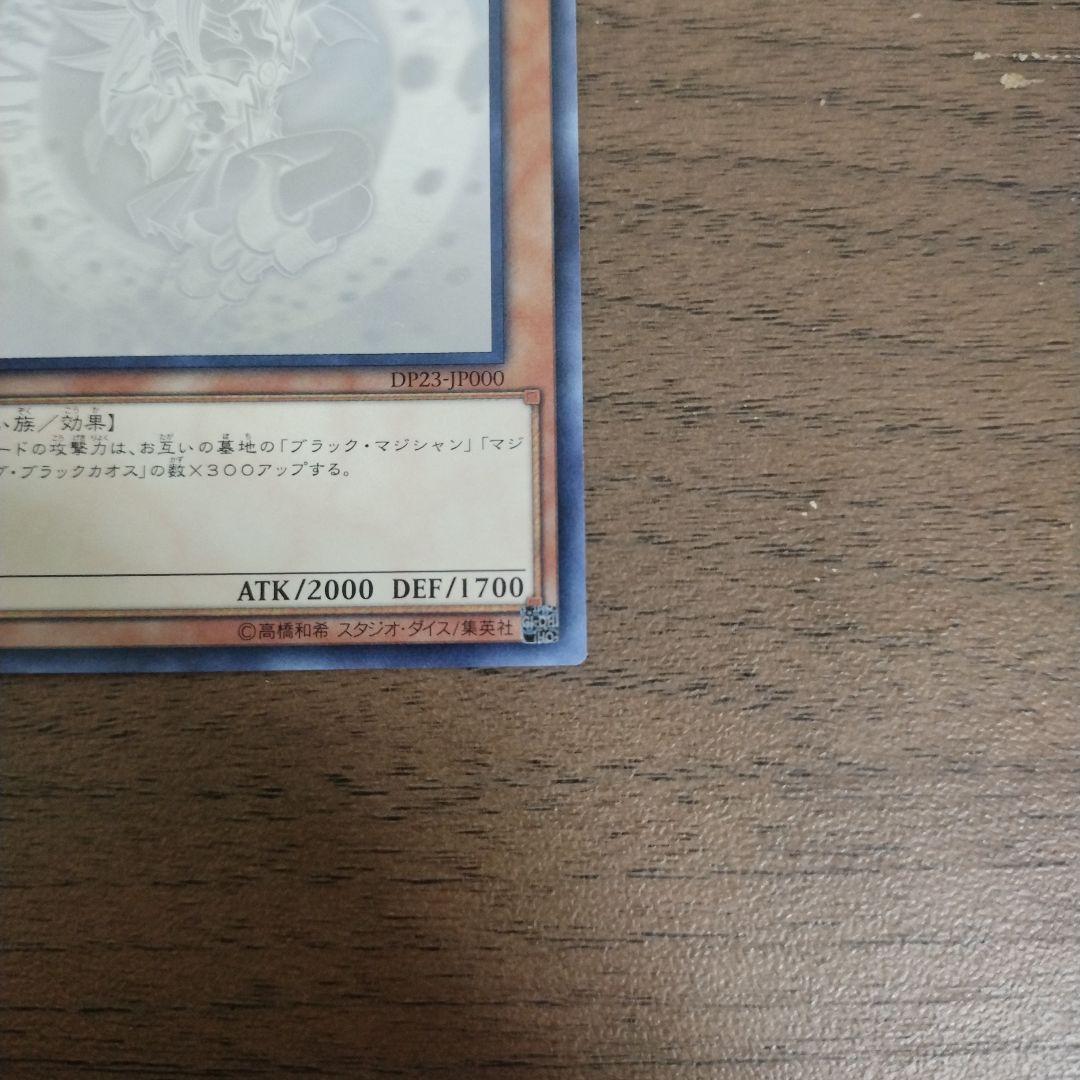 DP23-JP000
族/効果】
ードの攻撃力は、お互いの墓地の「ブラック・マジシャン」「マジ
・ブラックカオス」の数×300アップする。
ATK/2000 DEF/1700
©高橋和希 スタジオ・ダイス/集英社